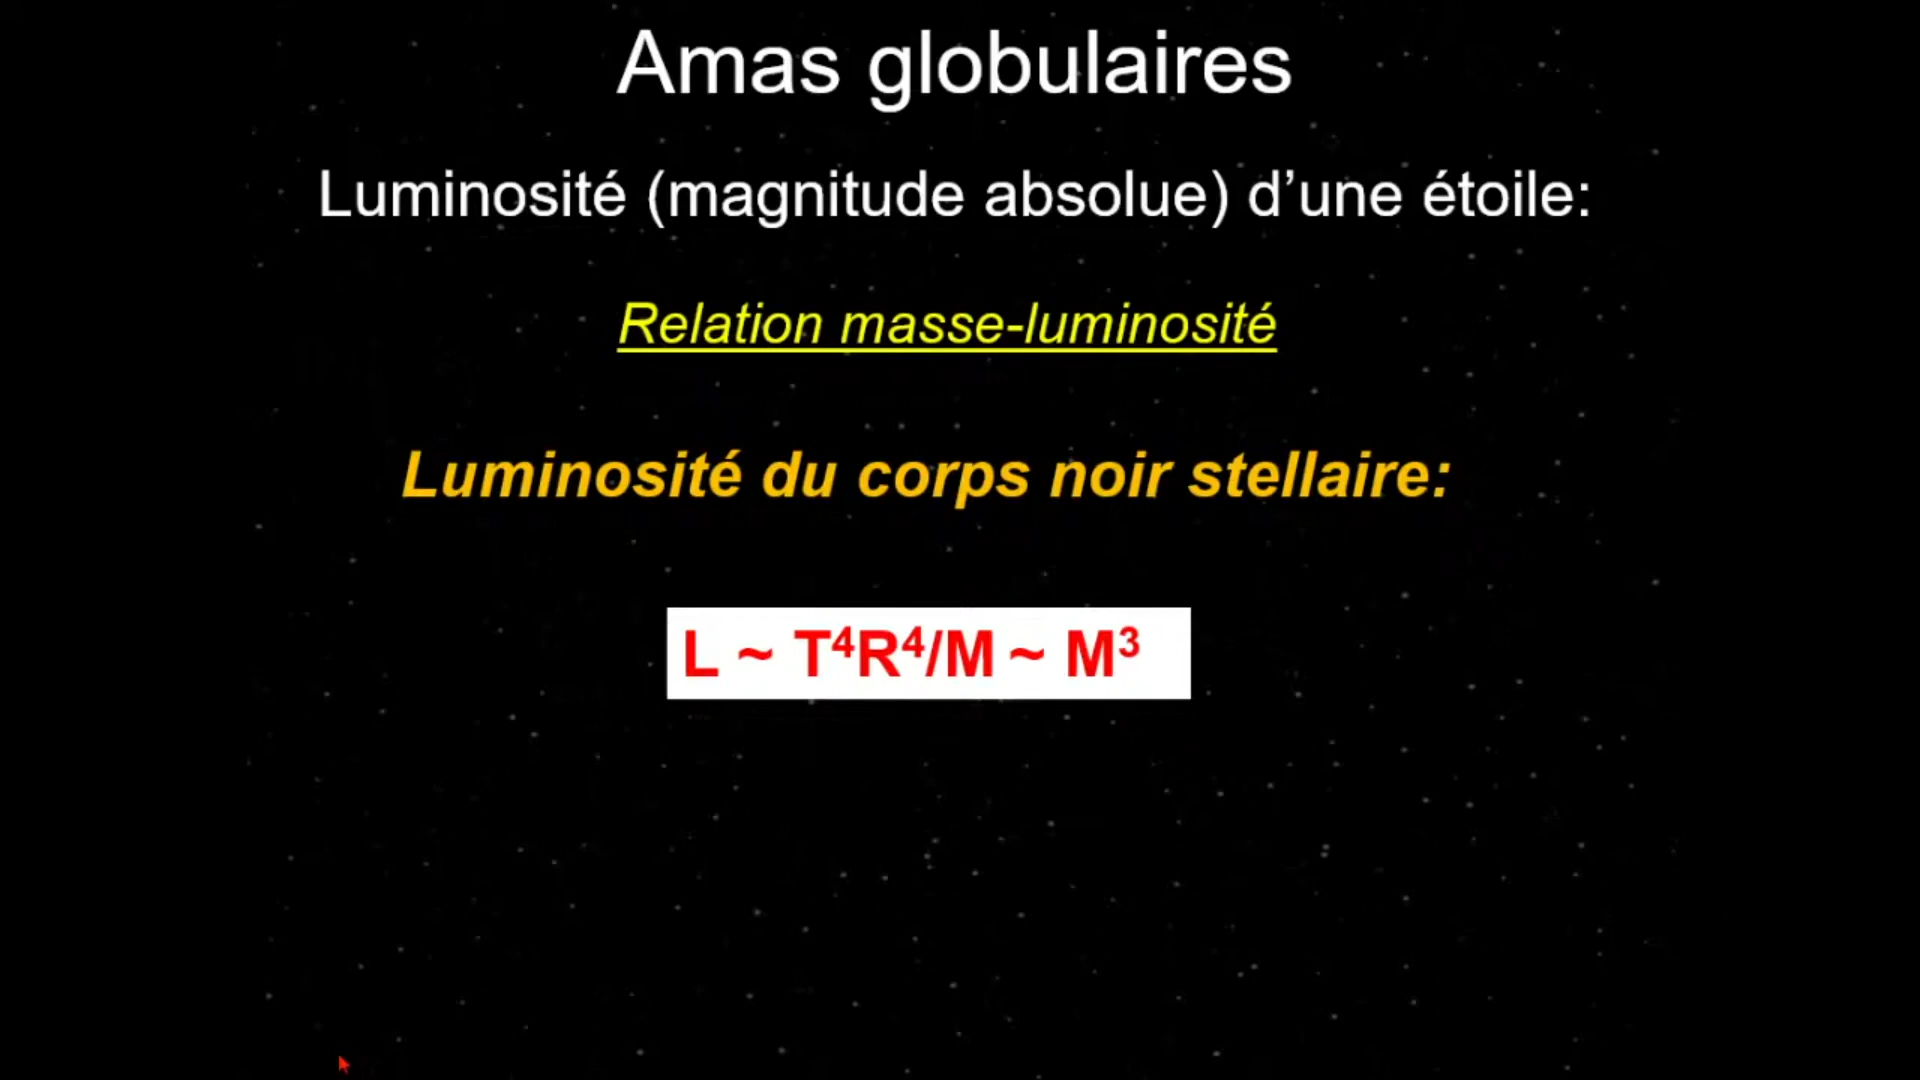 Amas globulaires
Luminosité (magnitude absolue) d’une étoile:
Relation masse-luminosité
Luminosité du corps noir stellaire:
L ~ T⁴R⁴/M ~ M³